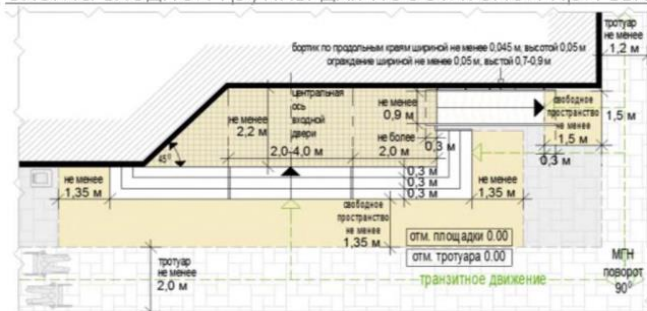 тротуар
не менее
1,2 м
бортик по продольным краям шириной не менее 0,045 м, высотой 0,05 м
ограждение шириной не менее 0,05 м, выстой 0,7-0,9 м
центральная
ось
входной
двери
не менее
2,2 м
не менее
0,9 м
свободное
пространство
не менее
1,5 м
1,5 м
не более
2,0 м
2,0-4,0 м
45⁰
0,3 м
0,3 м
0,3 м
0,3 м
0,3 м
не менее
1,35 м
не менее
1,35 м
свободное
пространство
не менее
1,35 м
отм. площадки 0.00
отм. тротуара 0.00
тротуар
не менее
2,0 м
транзитное движение
МГН
поворот
90⁰